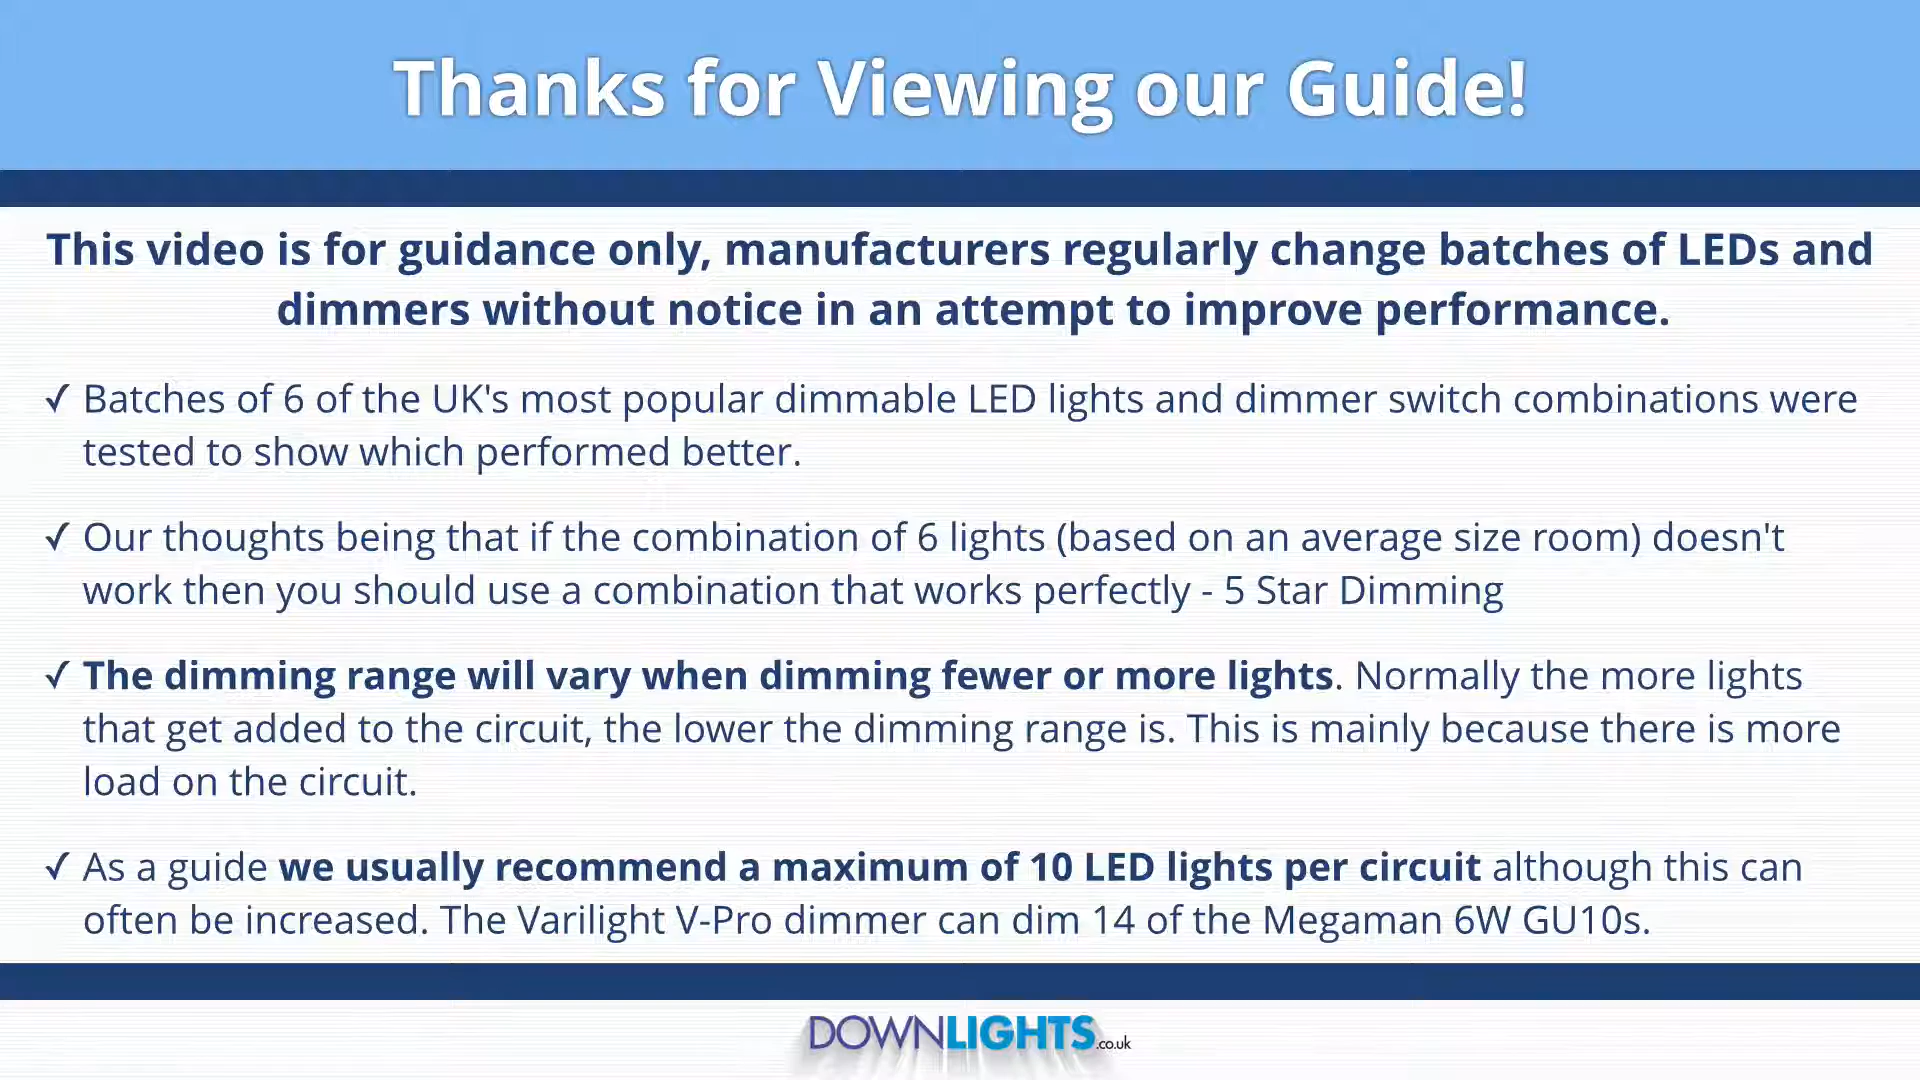 Thanks for Viewing our Guide!
This video is for guidance only, manufacturers regularly change batches of LEDs and
dimmers without notice in an attempt to improve performance.
✓ Batches of 6 of the UK's most popular dimmable LED lights and dimmer switch combinations were
tested to show which performed better.
✓ Our thoughts being that if the combination of 6 lights (based on an average size room) doesn't
work then you should use a combination that works perfectly - 5 Star Dimming
✓ The dimming range will vary when dimming fewer or more lights. Normally the more lights
that get added to the circuit, the lower the dimming range is. This is mainly because there is more
load on the circuit.
✓ As a guide we usually recommend a maximum of 10 LED lights per circuit although this can
often be increased. The Varilight V-Pro dimmer can dim 14 of the Megaman 6W GU10s.
DOWNLIGHTS.co.uk